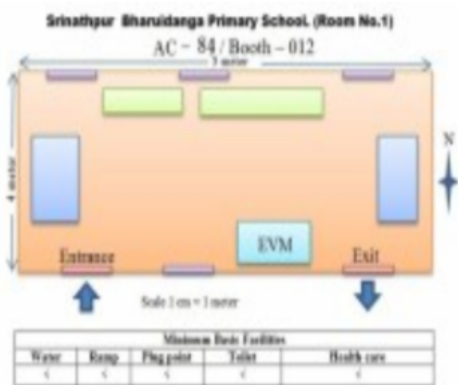 Srinathpur Bharuidanga Primary School. (Room No.1)
AC - 84 / Booth - 012
meter
4 meter
N
Entrance
EVM
Exit
Scale 1 cm = 1 meter
Minimum Basic Facilities
Water Ramp Plug point Toilet Health care